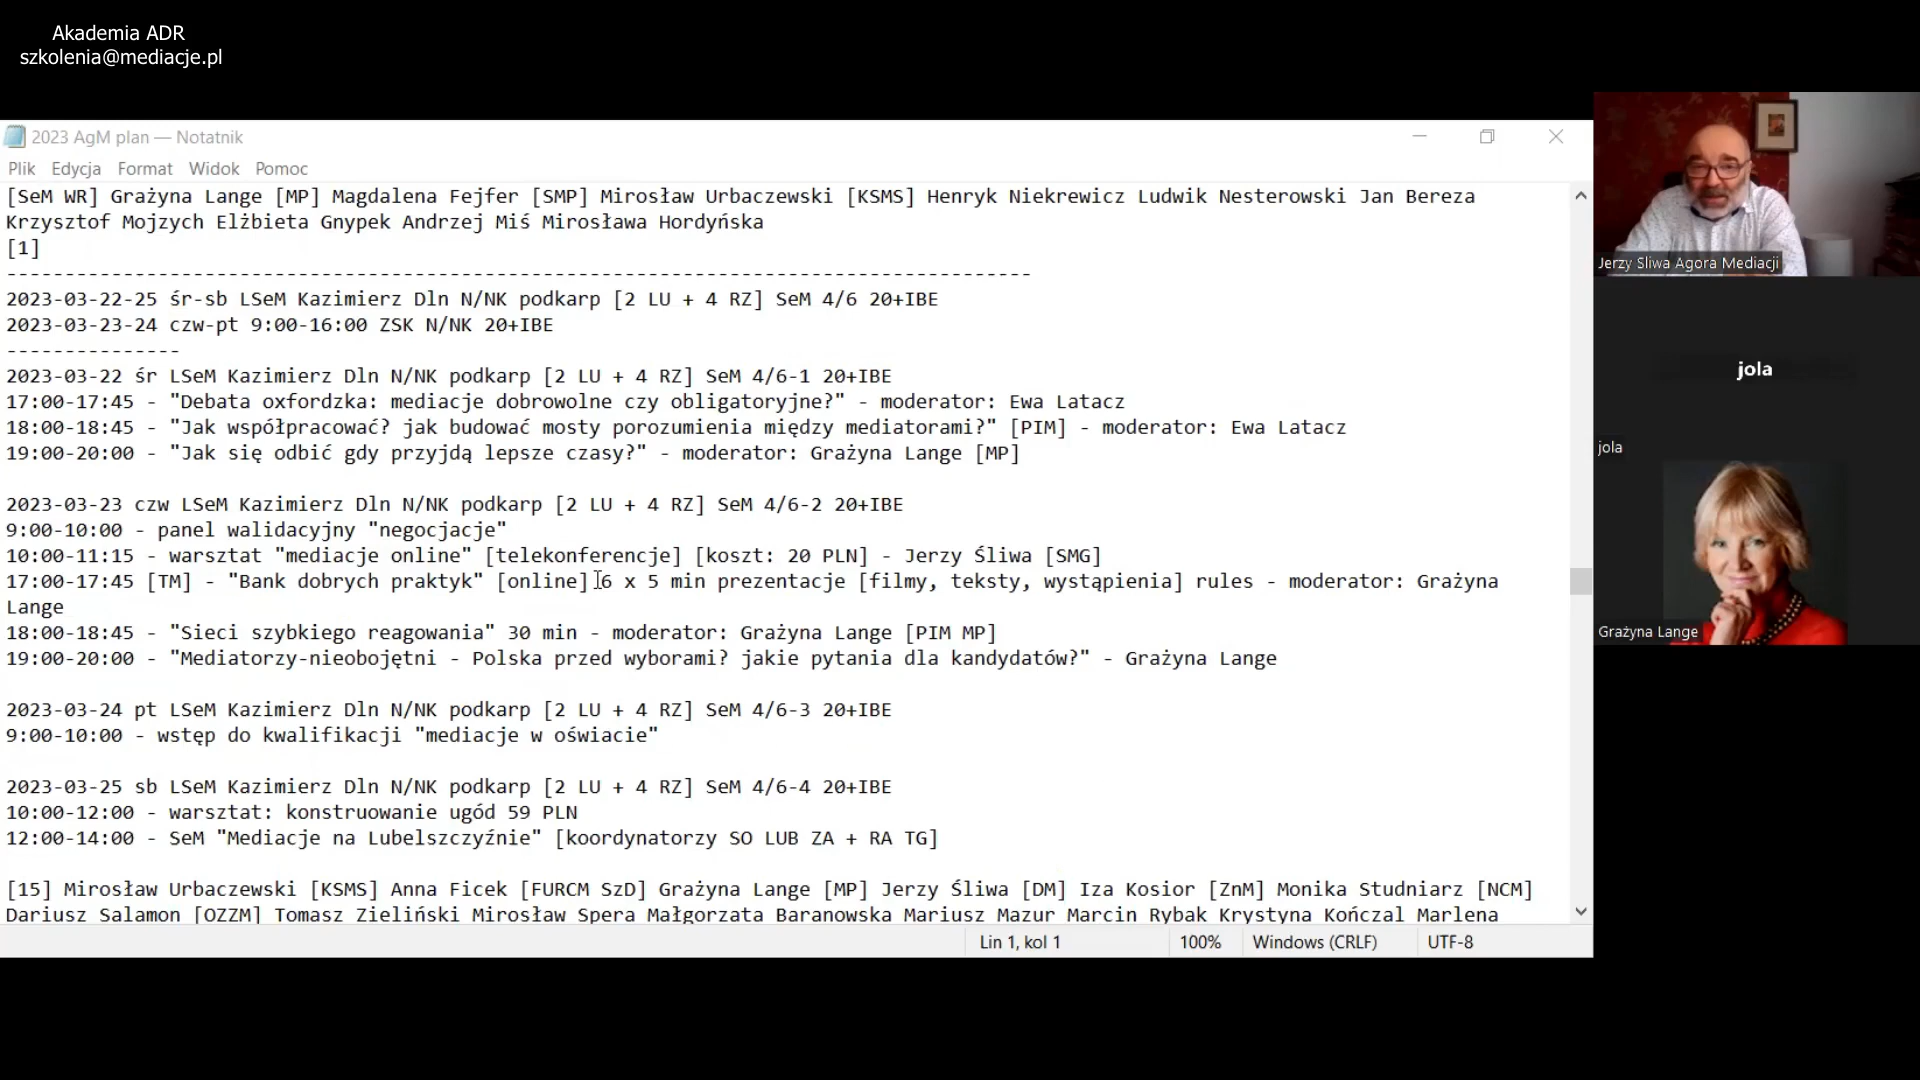 Akademia ADR
szkolenia@mediacje.pl
2023 AgM plan — Notatnik
Plik Edycja Format Widok Pomoc
[SeM WR] Grażyna Lange [MP] Magdalena Fejfer [SMP] Mirosław Urbaczewski [KSMS] Henryk Niekrewicz Ludwik Nesterowski Jan Bereza
Krzysztof Mojzych Elżbieta Gnypek Andrzej Miś Mirosława Hordyńska
[1]
----------------------------------------------------------------------------------------
2023-03-22-25 śr-sb LSeM Kazimierz Dln N/NK podkarp [2 LU + 4 RZ] SeM 4/6 20+IBE
2023-03-23-24 czw-pt 9:00-16:00 ZSK N/NK 20+IBE
---------------
2023-03-22 śr LSeM Kazimierz Dln N/NK podkarp [2 LU + 4 RZ] SeM 4/6-1 20+IBE
17:00-17:45 - "Debata oxfordzka: mediacje dobrowolne czy obligatoryjne?" - moderator: Ewa Latacz
18:00-18:45 - "Jak współpracować? jak budować mosty porozumienia między mediatorami?" [PIM] - moderator: Ewa Latacz
19:00-20:00 - "Jak się odbić gdy przyjdą lepsze czasy?" - moderator: Grażyna Lange [MP]
2023-03-23 czw LSeM Kazimierz Dln N/NK podkarp [2 LU + 4 RZ] SeM 4/6-2 20+IBE
9:00-10:00 - panel walidacyjny "negocjacje"
10:00-11:15 - warsztat "mediacje online" [telekonferencje] [koszt: 20 PLN] - Jerzy Śliwa [SMG]
17:00-17:45 [TM] - "Bank dobrych praktyk" [online] 6 x 5 min prezentacje [filmy, teksty, wystąpienia] rules - moderator: Grażyna
Lange
18:00-18:45 - "Sieci szybkiego reagowania" 30 min - moderator: Grażyna Lange [PIM MP]
19:00-20:00 - "Mediatorzy-nieobojętni - Polska przed wyborami? jakie pytania dla kandydatów?" - Grażyna Lange
2023-03-24 pt LSeM Kazimierz Dln N/NK podkarp [2 LU + 4 RZ] SeM 4/6-3 20+IBE
9:00-10:00 - wstęp do kwalifikacji "mediacje w oświacie"
2023-03-25 sb LSeM Kazimierz Dln N/NK podkarp [2 LU + 4 RZ] SeM 4/6-4 20+IBE
10:00-12:00 - warsztat: konstruowanie ugód 59 PLN
12:00-14:00 - SeM "Mediacje na Lubelszczyźnie" [koordynatorzy SO LUB ZA + RA TG]
[15] Mirosław Urbaczewski [KSMS] Anna Ficek [FURCM SzD] Grażyna Lange [MP] Jerzy Śliwa [DM] Iza Kosior [ZnM] Monika Studniarz [NCM]
Dariusz Salamon [OZZM] Tomasz Zieliński Mirosław Spera Małgorzata Baranowska Mariusz Mazur Marcin Rybak Krystyna Kończal Marlena
Lin 1, kol 1 100% Windows (CRLF) UTF-8
Jerzy Sliwa Agora Mediacji
jola
jola
Grażyna Lange